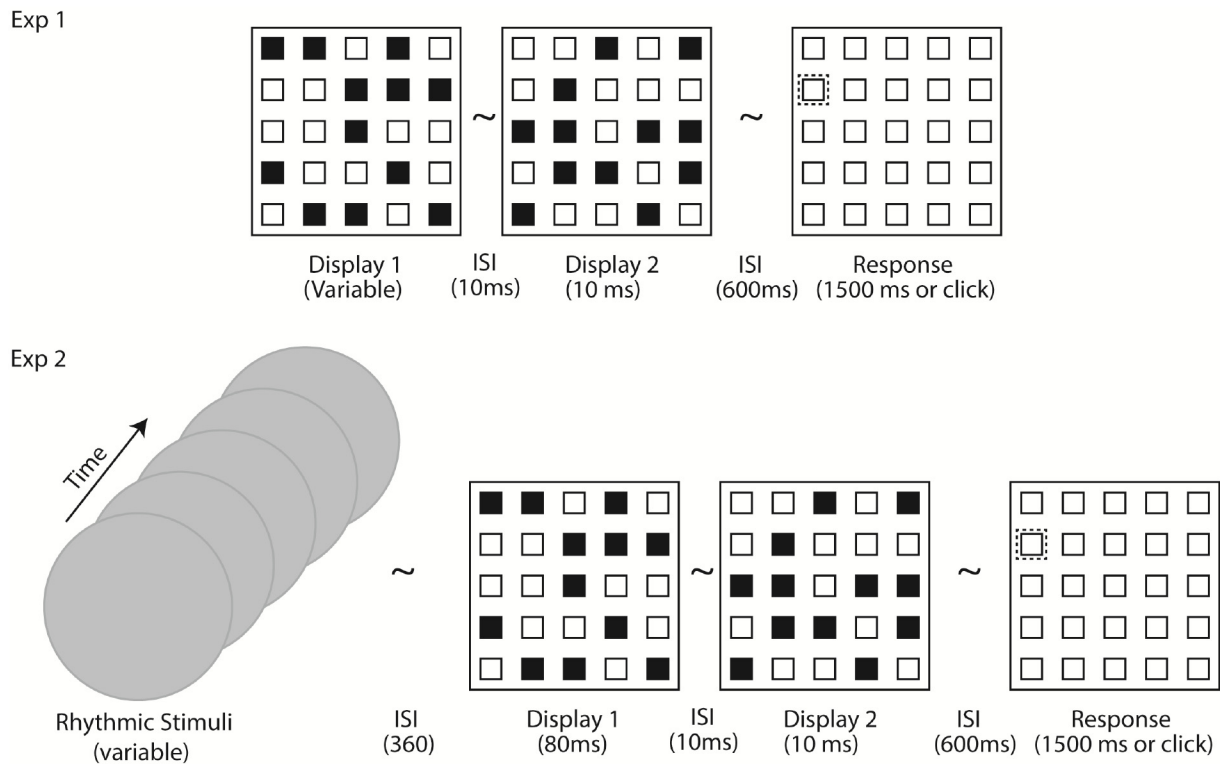 Exp 1
~
~
Display 1
(Variable)
ISI
(10ms)
Display 2
(10 ms)
ISI
(600ms)
Response
(1500 ms or click)
Exp 2
Time
~
~
~
Rhythmic Stimuli
(variable)
ISI
(360)
Display 1
(80ms)
ISI
(10ms)
Display 2
(10 ms)
ISI
(600ms)
Response
(1500 ms or click)